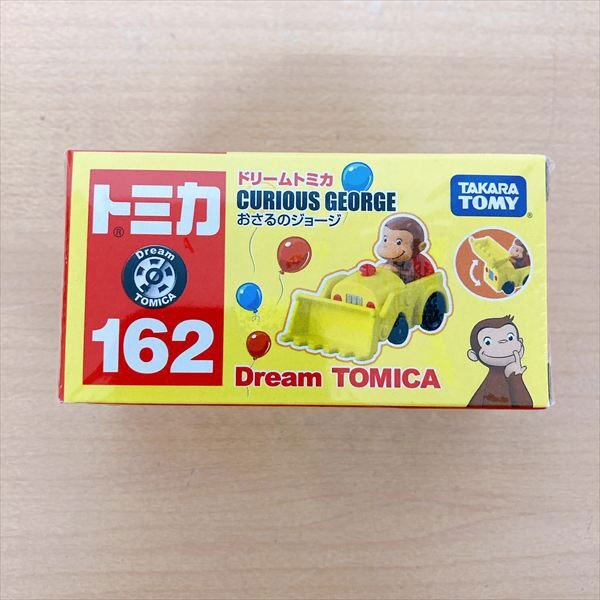 トミカ
®
Dream
TOMICA
162
ドリームトミカ
CURIOUS GEORGE
おさるのジョージ
Dream TOMICA
TAKARA
TOMY®